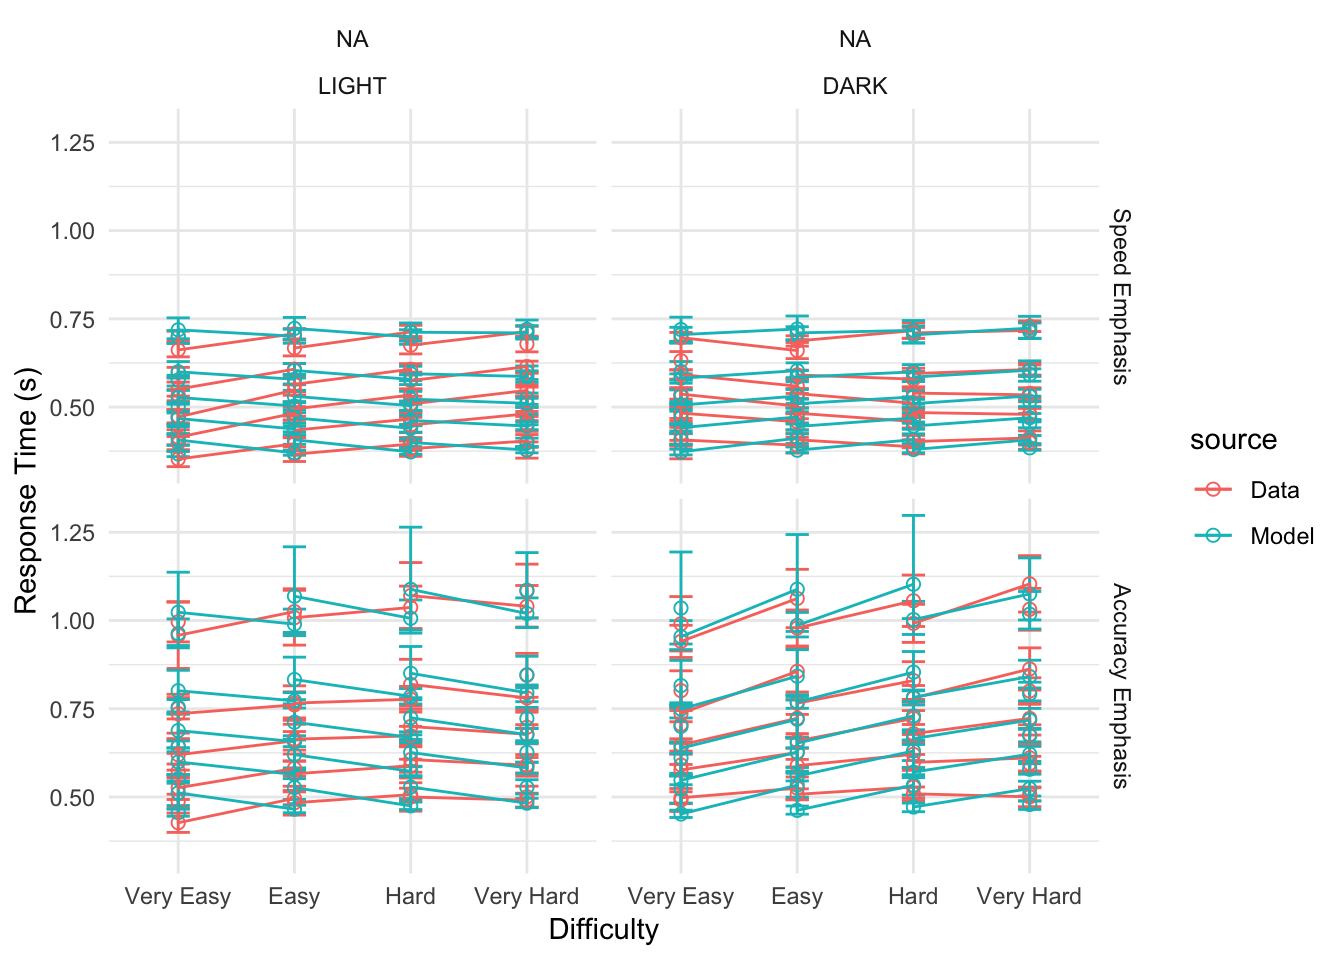 NA
NA
LIGHT
DARK
1.25
1.00
0.75
0.50
Speed Emphasis
1.25
1.00
0.75
0.50
Accuracy Emphasis
Response Time (s)
Very Easy
Easy
Hard
Very Hard
Very Easy
Easy
Hard
Very Hard
Difficulty
source
Data
Model